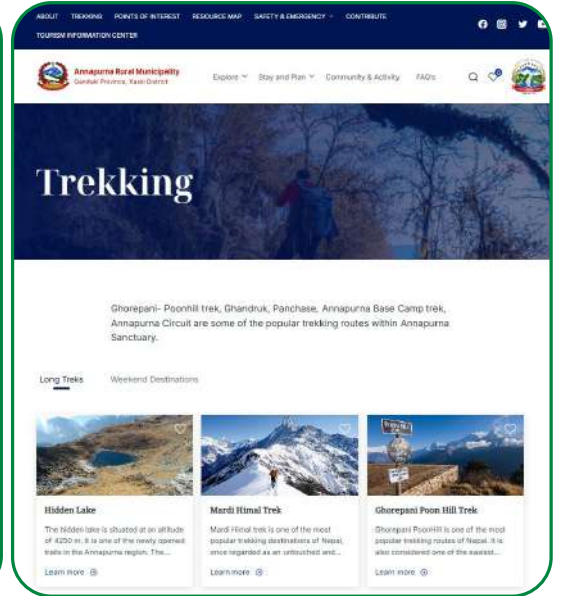 ABOUT TREKKING POINTS OF INTEREST RESOURCE MAP SAFETY & EMERGENCY CONTRIBUTE
TOURISM INFORMATION CENTER
Annapurna Rural Municipality
Gandaki Province, Kaski District
Explore Stay and Plan Community & Activity FAQ's
Trekking
Ghorepani- Poonhill trek, Ghandruk, Panchase, Annapurna Base Camp trek,
Annapurna Circuit are some of the popular trekking routes within Annapurna
Sanctuary.
Long Treks Weekend Destinations
Hidden Lake
The hidden lake is situated at an altitude
of 4250 m. It is one of the newly opened
trails in the Annapurna region. The...
Learn more
Mardi Himal Trek
Mardi Himal trek is one of the most
popular trekking destinations of Nepal,
once regarded as an untouched and...
Learn more
Ghorepani Poon Hill Trek
Ghorepani PoonHill is one of the most
popular trekking routes of Nepal. It is
also considered one of the easiest...
Learn more